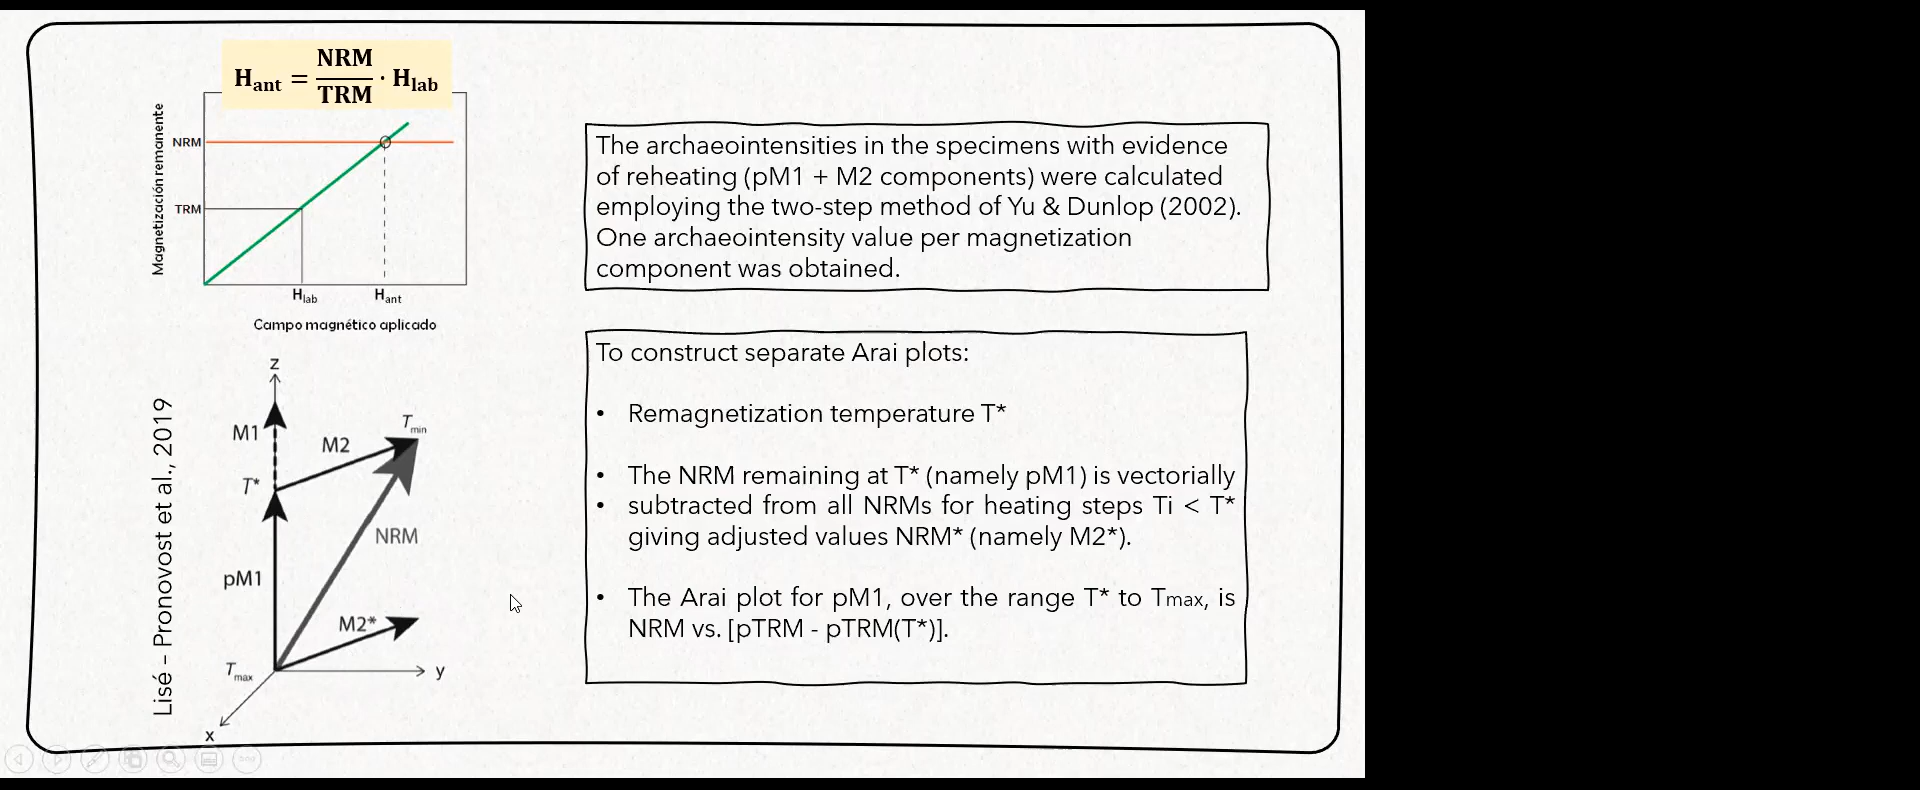 H_ant = NRM/TRM · H_lab
Magnetización remanente
NRM
TRM
H_lab
H_ant
Campo magnético aplicado
Lisé – Pronovost et al., 2019
z
M1
M2
T_min
T*
NRM
pM1
M2*
T_max
y
x
The archaeointensities in the specimens with evidence
of reheating (pM1 + M2 components) were calculated
employing the two-step method of Yu & Dunlop (2002).
One archaeointensity value per magnetization
component was obtained.
To construct separate Arai plots:
• Remagnetization temperature T*
• The NRM remaining at T* (namely pM1) is vectorially
• subtracted from all NRMs for heating steps Ti < T*
giving adjusted values NRM* (namely M2*).
• The Arai plot for pM1, over the range T* to Tmax, is
NRM vs. [pTRM - pTRM(T*)].